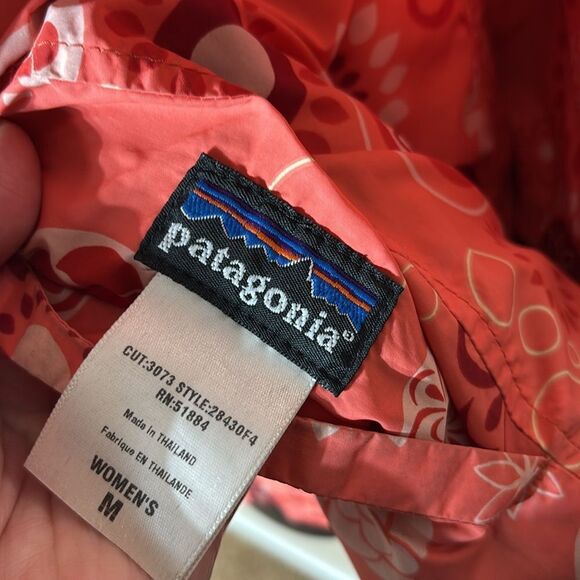 patagonia®
CUT:3073 STYLE:28430F4
RN:51884
Made in THAILAND
Fabrique EN THAILANDE
WOMEN'S
M